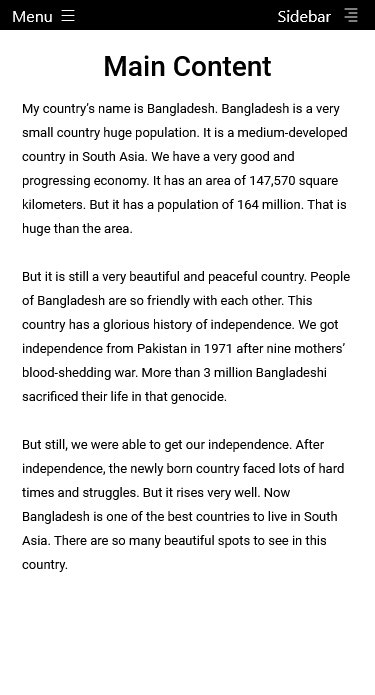 Menu
Sidebar
Main Content
My country's name is Bangladesh. Bangladesh is a very
small country huge population. It is a medium-developed
country in South Asia. We have a very good and
progressing economy. It has an area of 147,570 square
kilometers. But it has a population of 164 million. That is
huge than the area.
But it is still a very beautiful and peaceful country. People
of Bangladesh are so friendly with each other. This
country has a glorious history of independence. We got
independence from Pakistan in 1971 after nine mothers’
blood-shedding war. More than 3 million Bangladeshi
sacrificed their life in that genocide.
But still, we were able to get our independence. After
independence, the newly born country faced lots of hard
times and struggles. But it rises very well. Now
Bangladesh is one of the best countries to live in South
Asia. There are so many beautiful spots to see in this
country.